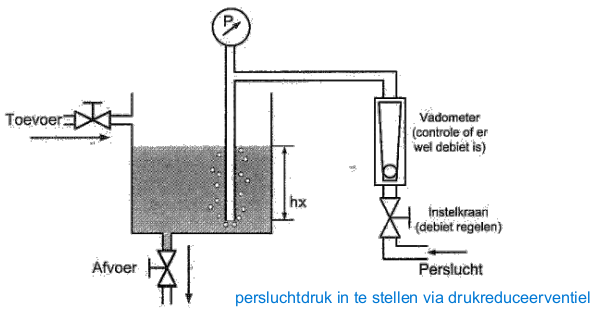 P
Toevoer
Vadometer
(controle of er
wel debiet is)
hx
Instelkraan
(debiet regelen)
Afvoer
Perslucht
persluchtdruk in te stellen via drukreduceerventiel